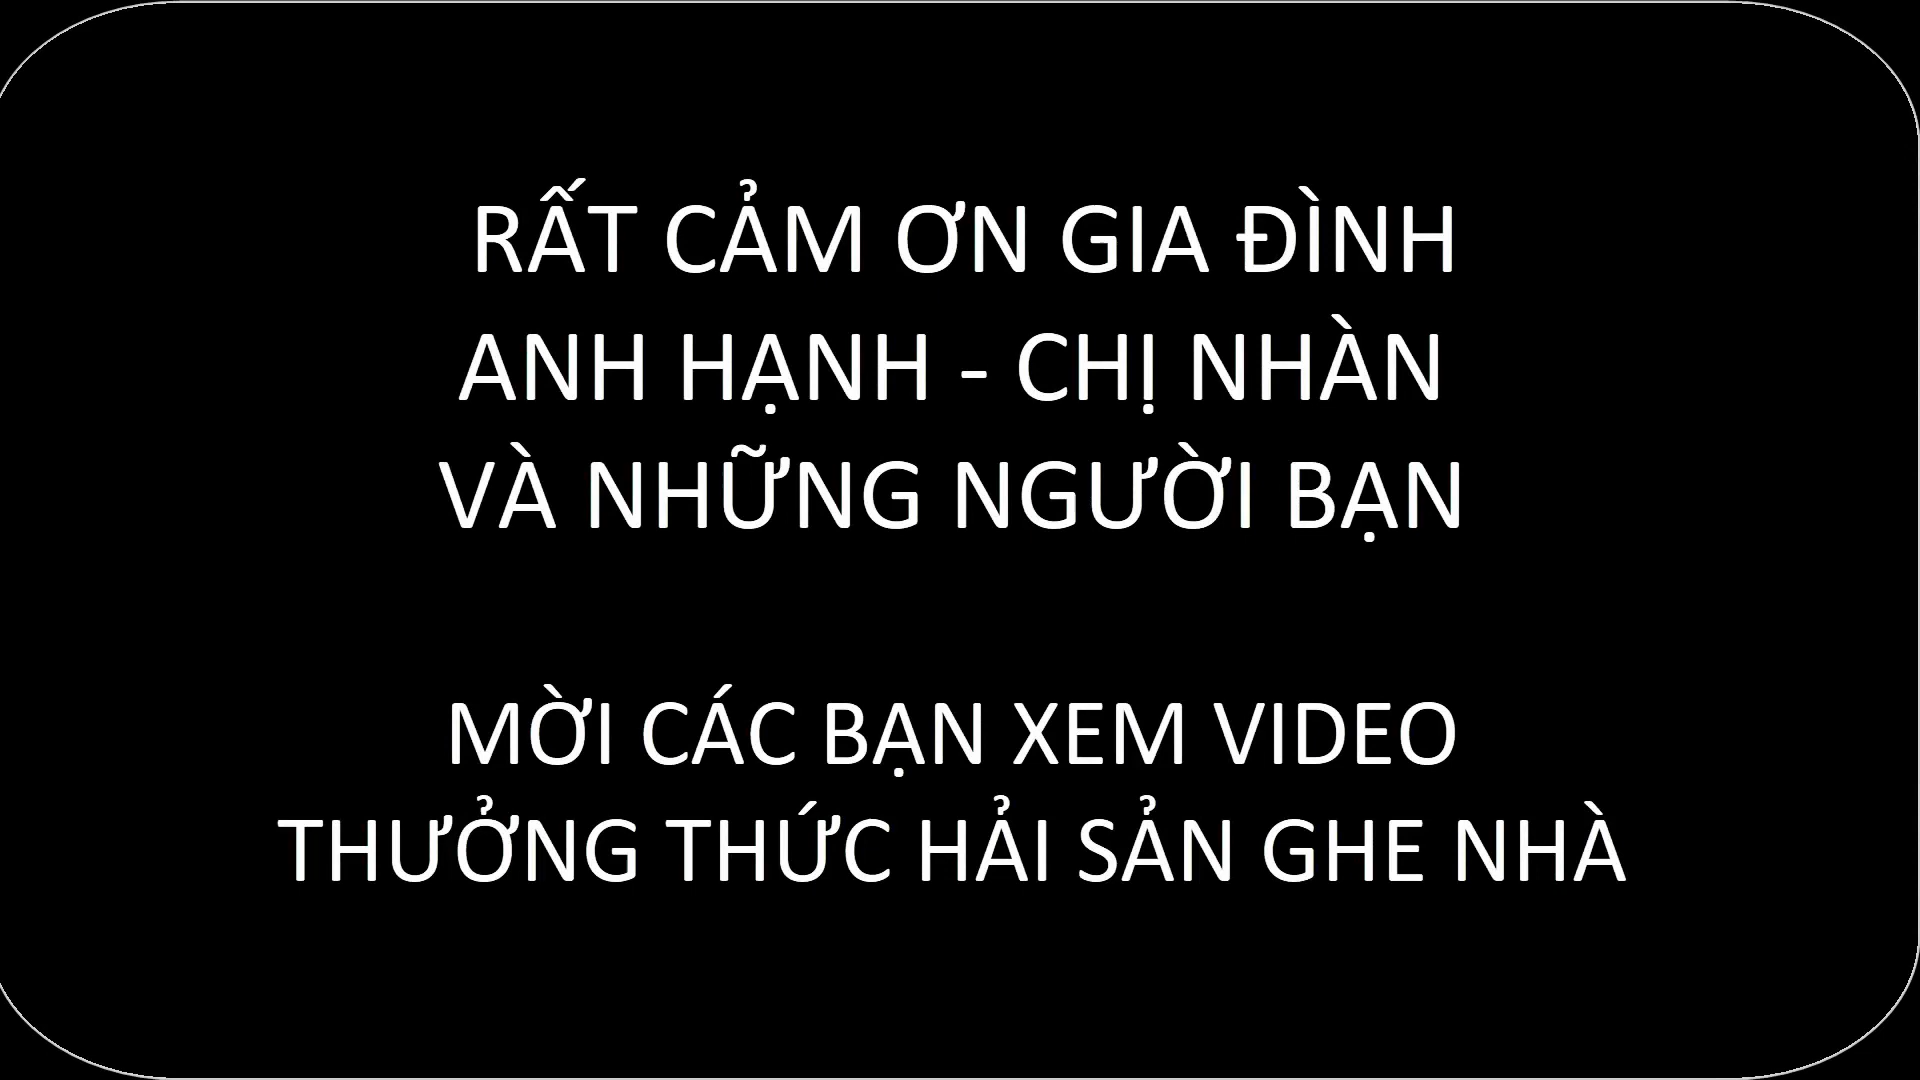 RẤT CẢM ƠN GIA ĐÌNH
ANH HẠNH - CHỊ NHÀN
VÀ NHỮNG NGƯỜI BẠN
MỜI CÁC BẠN XEM VIDEO
THƯỞNG THỨC HẢI SẢN GHE NHÀ